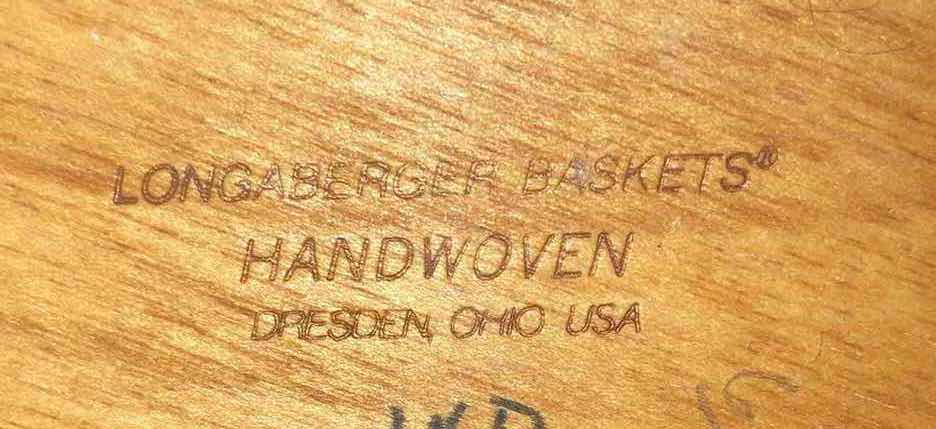 LONGABERGER BASKETS®
HANDWOVEN
DRESDEN, OHIO USA